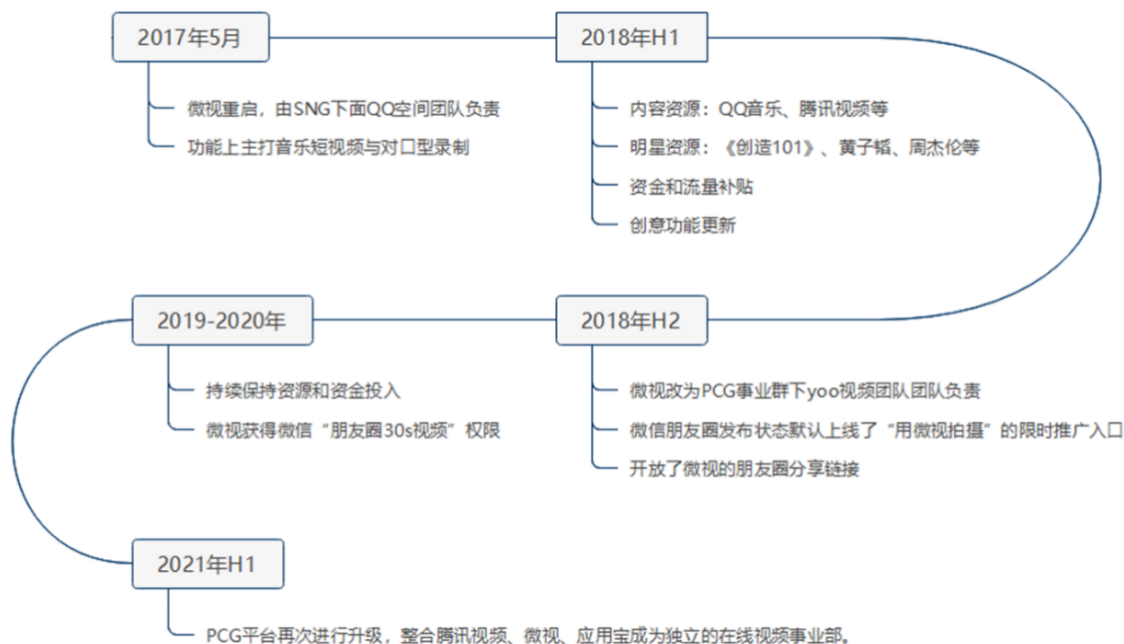 2017年5月
微视重启，由SNG下面QQ空间团队负责
功能上主打音乐短视频与对口型录制
2018年H1
内容资源：QQ音乐、腾讯视频等
明星资源：《创造101》、黄子韬、周杰伦等
资金和流量补贴
创意功能更新
2018年H2
微视改为PCG事业群下yoo视频团队团队负责
微信朋友圈发布状态默认上线了“用微视拍摄”的限时推广入口
开放了微视的朋友圈分享链接
2019-2020年
持续保持资源和资金投入
微视获得微信“朋友圈30s视频”权限
2021年H1
PCG平台再次进行升级，整合腾讯视频、微视、应用宝成为独立的在线视频事业部。